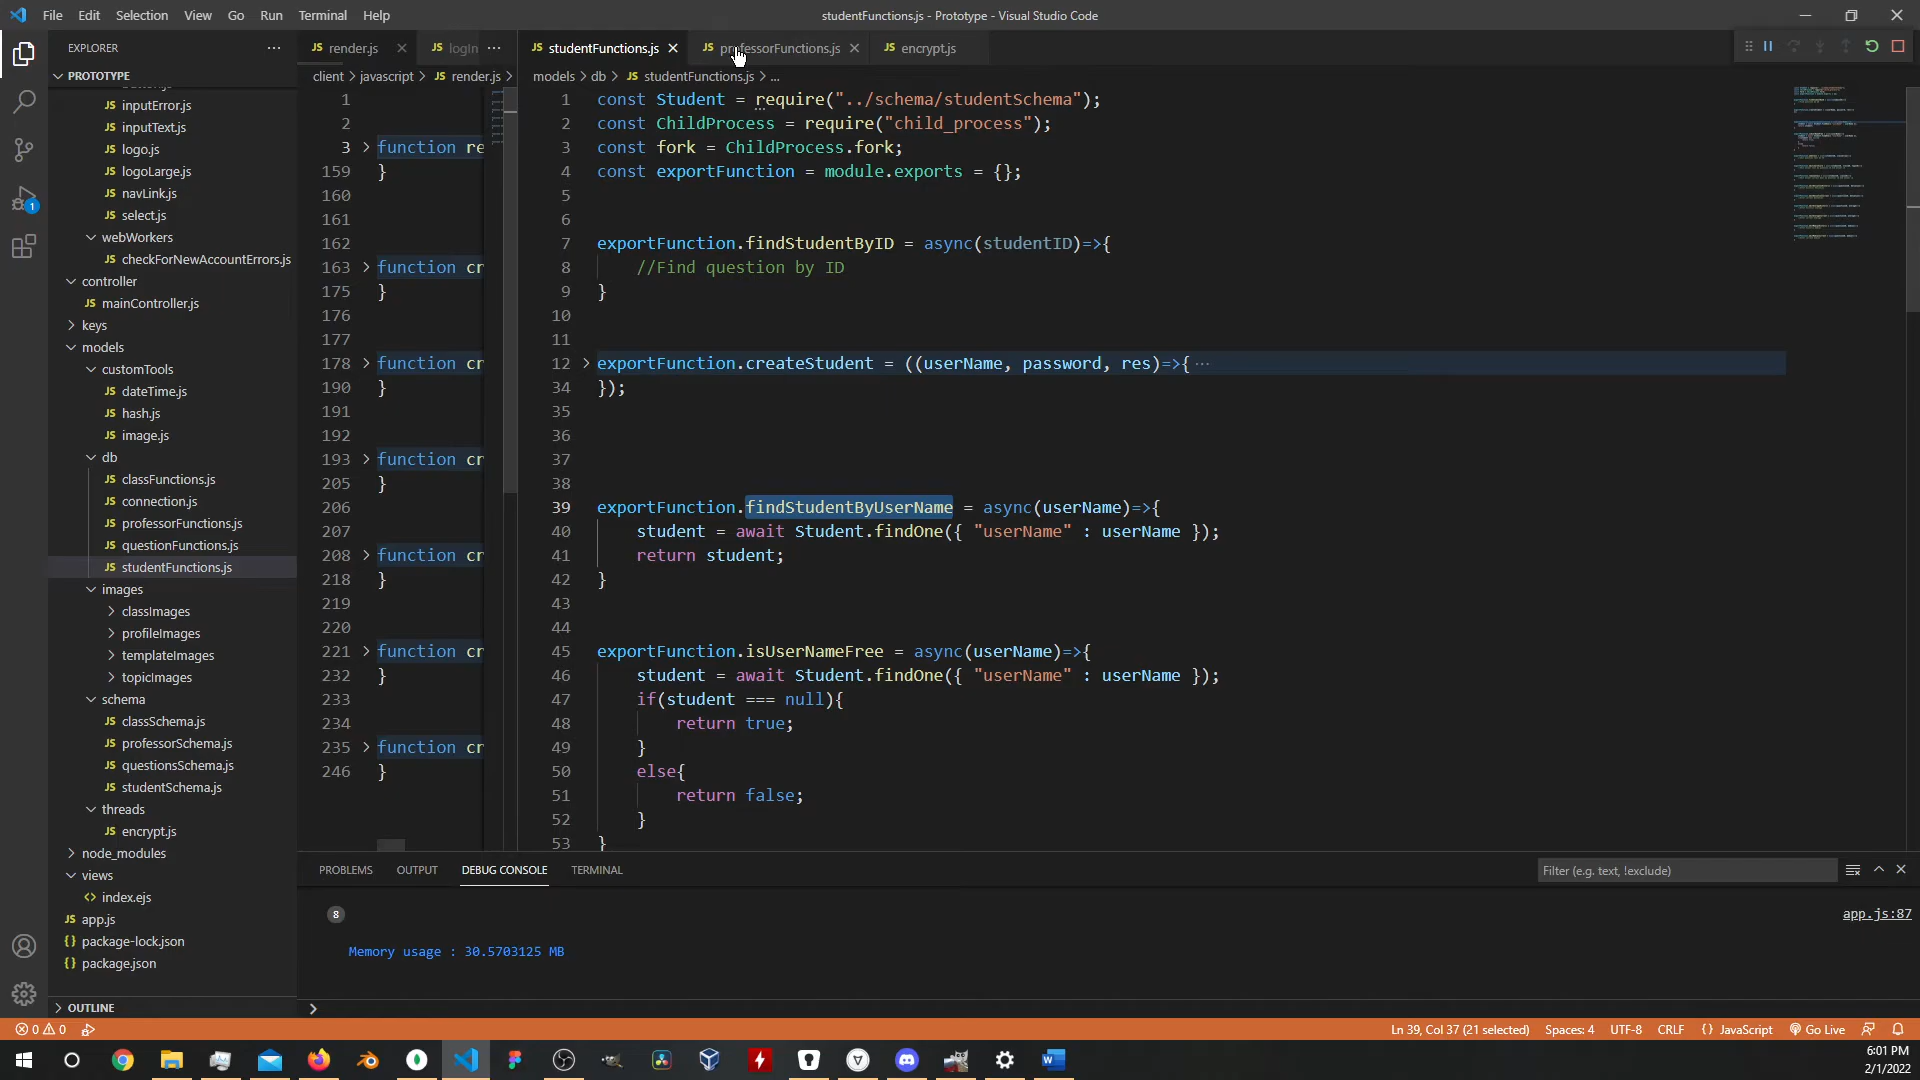 File Edit Selection View Go Run Terminal Help
studentFunctions.js - Prototype - Visual Studio Code
EXPLORER
PROTOTYPE
inputError.js
inputText.js
logo.js
logoLarge.js
navLink.js
select.js
webWorkers
checkForNewAccountErrors.js
controller
mainController.js
keys
models
customTools
dateTime.js
hash.js
image.js
db
classFunctions.js
connection.js
professorFunctions.js
questionFunctions.js
studentFunctions.js
images
classImages
profileImages
templateImages
topicImages
schema
classSchema.js
professorSchema.js
questionsSchema.js
studentSchema.js
threads
encrypt.js
node_modules
views
index.ejs
app.js
package-lock.json
package.json
OUTLINE
render.js
logIn
client > javascript > render.js >
1
2
3 function re
159 }
160
161
162
163 function cr
175 }
176
177
178 function cr
190 }
191
192
193 function cr
205 }
206
207
208 function cr
218 }
219
220
221 function cr
232 }
233
234
235 function cr
246 }
studentFunctions.js
professorFunctions.js
encrypt.js
models > db > studentFunctions.js > ...
1 const Student = require("../schema/studentSchema");
2 const ChildProcess = require("child_process");
3 const fork = ChildProcess.fork;
4 const exportFunction = module.exports = {};
5
6
7 exportFunction.findStudentByID = async(studentID)=>{
8 //Find question by ID
9 }
10
11
12 exportFunction.createStudent = ((userName, password, res)=>{ ...
34 });
35
36
37
38
39 exportFunction.findStudentByUserName = async(userName)=>{
40 student = await Student.findOne({ "userName" : userName });
41 return student;
42 }
43
44
45 exportFunction.isUserNameFree = async(userName)=>{
46 student = await Student.findOne({ "userName" : userName });
47 if(student === null){
48 return true;
49 }
50 else{
51 return false;
52 }
53 }
PROBLEMS OUTPUT DEBUG CONSOLE TERMINAL
Filter (e.g. text, !exclude)
8
app.js:87
Memory usage : 30.5703125 MB
1
0 0
Ln 39, Col 37 (21 selected) Spaces: 4 UTF-8 CRLF JavaScript Go Live
6:01 PM
2/1/2022